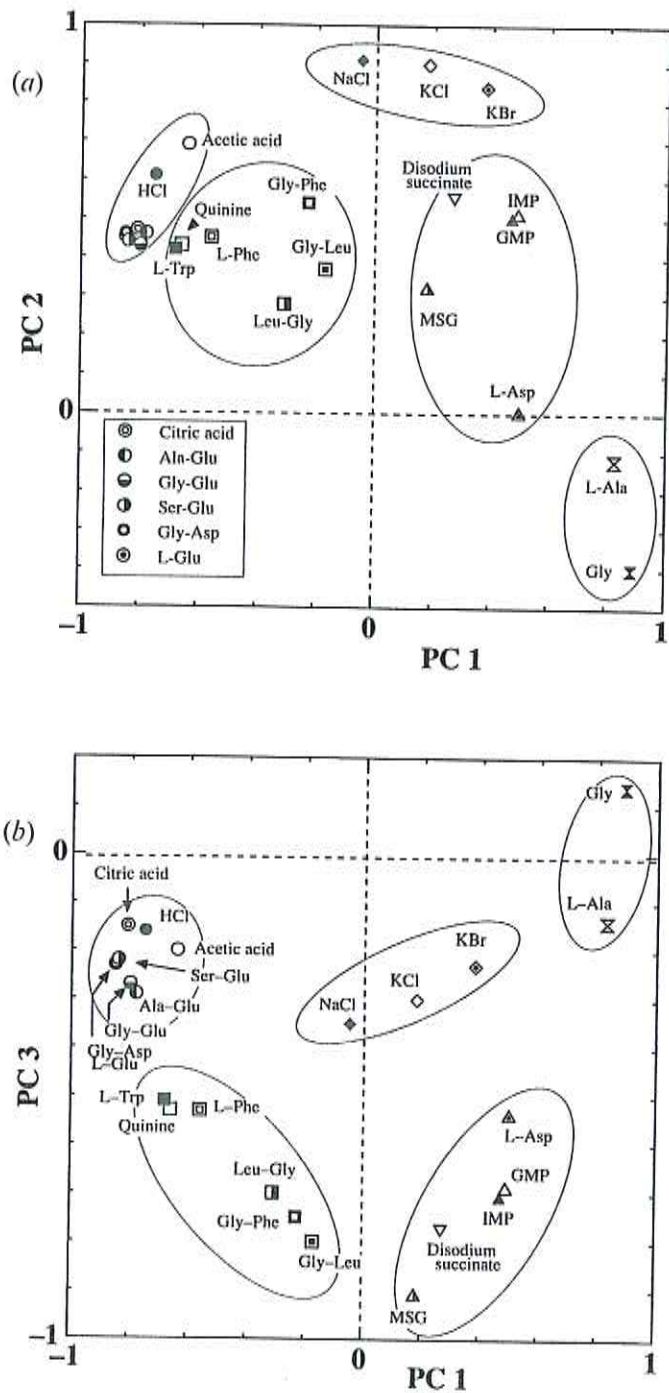 (a)
1
NaCl
KCl
KBr
Acetic acid
HCl
Gly-Phe
Disodium
succinate
IMP
GMP
Quinine
L-Phe
Gly-Leu
L-Trp
Leu-Gly
MSG
L-Asp
PC 2
0
Citric acid
Ala-Glu
Gly-Glu
Ser-Glu
Gly-Asp
L-Glu
L-Ala
Gly
−1
0
1
PC 1
(b)
Gly
0
L–Ala
Citric acid
HCl
KBr
Acetic acid
KCl
Ser–Glu
NaCl
Ala–Glu
Gly–Glu
Gly–Asp
L–Glu
PC 3
L–Trp
L–Phe
Quinine
L–Asp
Leu–Gly
GMP
Gly–Phe
IMP
Disodium
succinate
Gly–Leu
MSG
-1
−1
0
1
PC 1